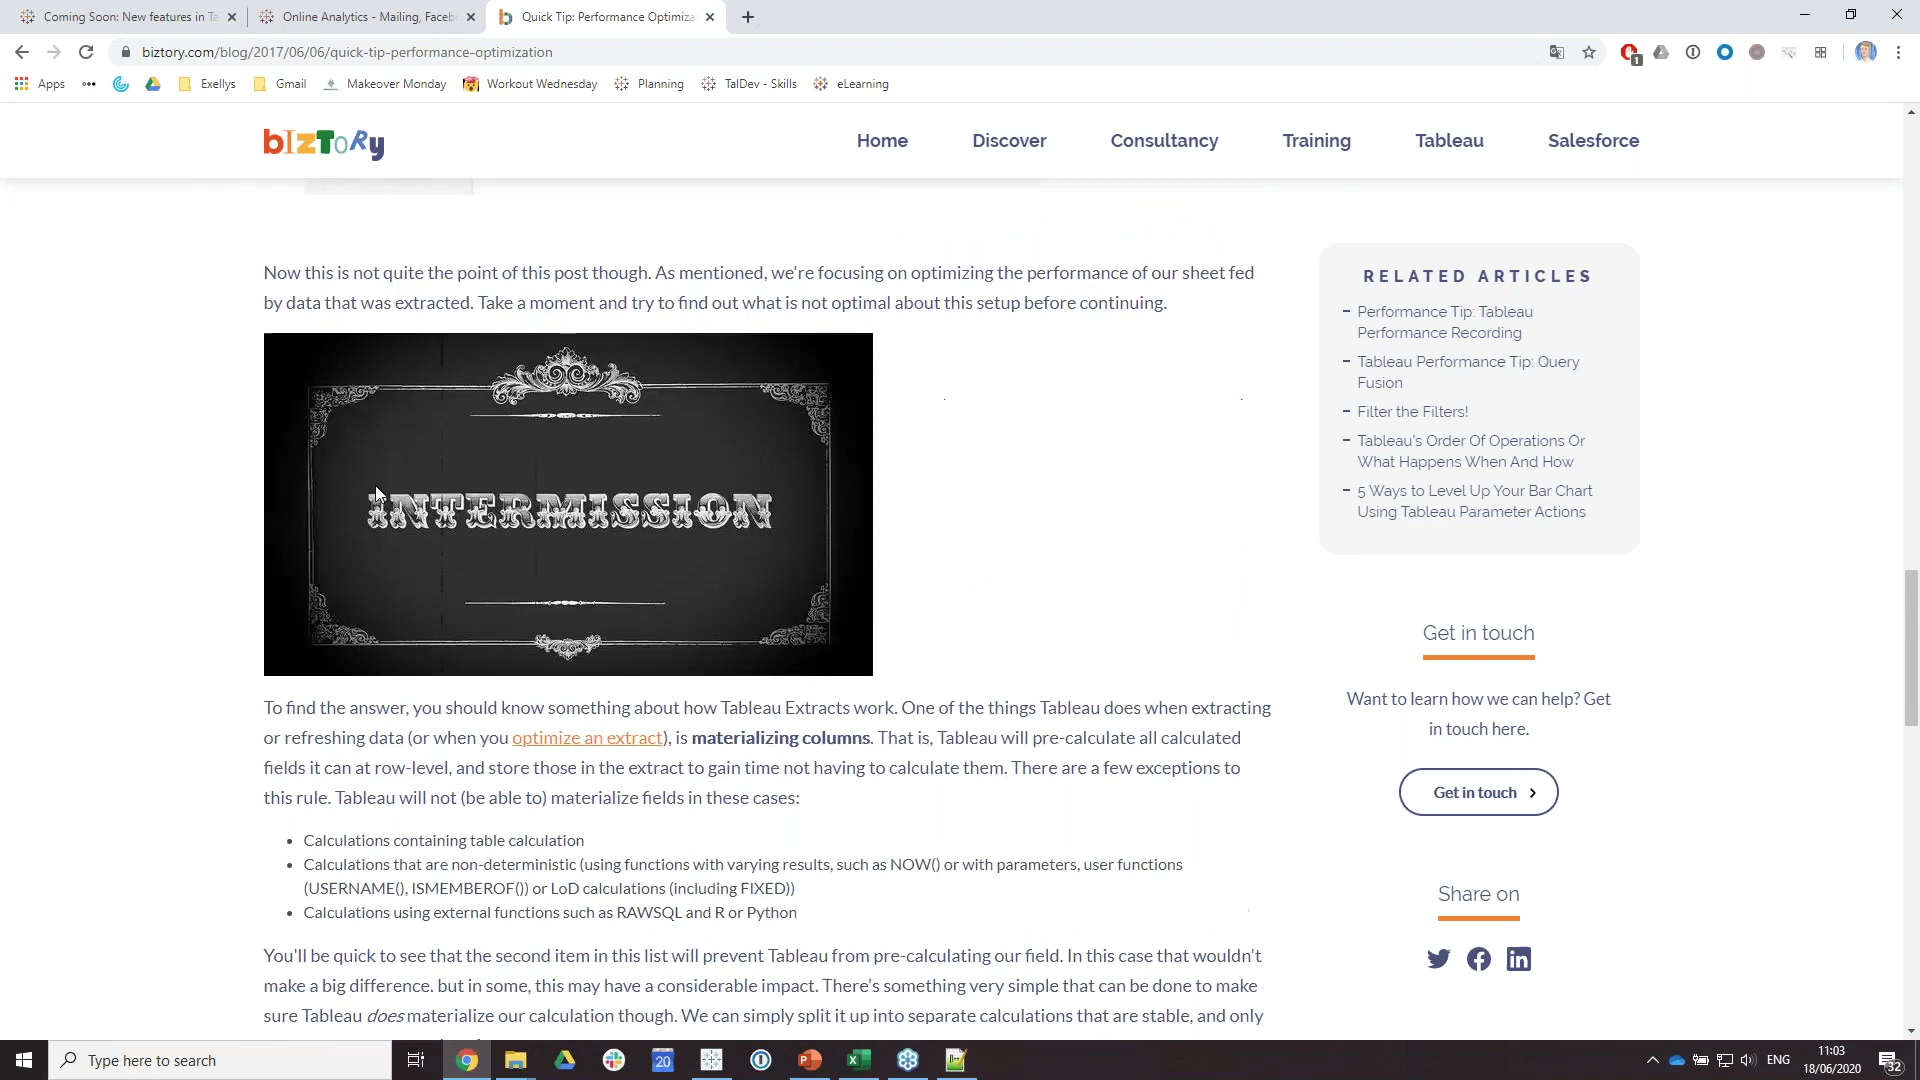 Coming Soon: New features in Ta
Online Analytics - Mailing, Faceb
Quick Tip: Performance Optimiza
biztory.com/blog/2017/06/06/quick-tip-performance-optimization
1
Apps
Exellys
Gmail
Makeover Monday
Workout Wednesday
Planning
TalDev - Skills
eLearning
bIzToRy
Home
Discover
Consultancy
Training
Tableau
Salesforce
Now this is not quite the point of this post though. As mentioned, we're focusing on optimizing the performance of our sheet fed
by data that was extracted. Take a moment and try to find out what is not optimal about this setup before continuing.
INTERMISSION
To find the answer, you should know something about how Tableau Extracts work. One of the things Tableau does when extracting
or refreshing data (or when you optimize an extract), is materializing columns. That is, Tableau will pre-calculate all calculated
fields it can at row-level, and store those in the extract to gain time not having to calculate them. There are a few exceptions to
this rule. Tableau will not (be able to) materialize fields in these cases:
• Calculations containing table calculation
• Calculations that are non-deterministic (using functions with varying results, such as NOW() or with parameters, user functions
(USERNAME(), ISMEMBEROF()) or LoD calculations (including FIXED))
• Calculations using external functions such as RAWSQL and R or Python
You'll be quick to see that the second item in this list will prevent Tableau from pre-calculating our field. In this case that wouldn't
make a big difference. but in some, this may have a considerable impact. There's something very simple that can be done to make
sure Tableau does materialize our calculation though. We can simply split it up into separate calculations that are stable, and only
RELATED ARTICLES
– Performance Tip: Tableau
Performance Recording
– Tableau Performance Tip: Query
Fusion
– Filter the Filters!
– Tableau's Order Of Operations Or
What Happens When And How
– 5 Ways to Level Up Your Bar Chart
Using Tableau Parameter Actions
Get in touch
Want to learn how we can help? Get
in touch here.
Get in touch
Share on
Type here to search
20
ENG
11:03
18/06/2020
32